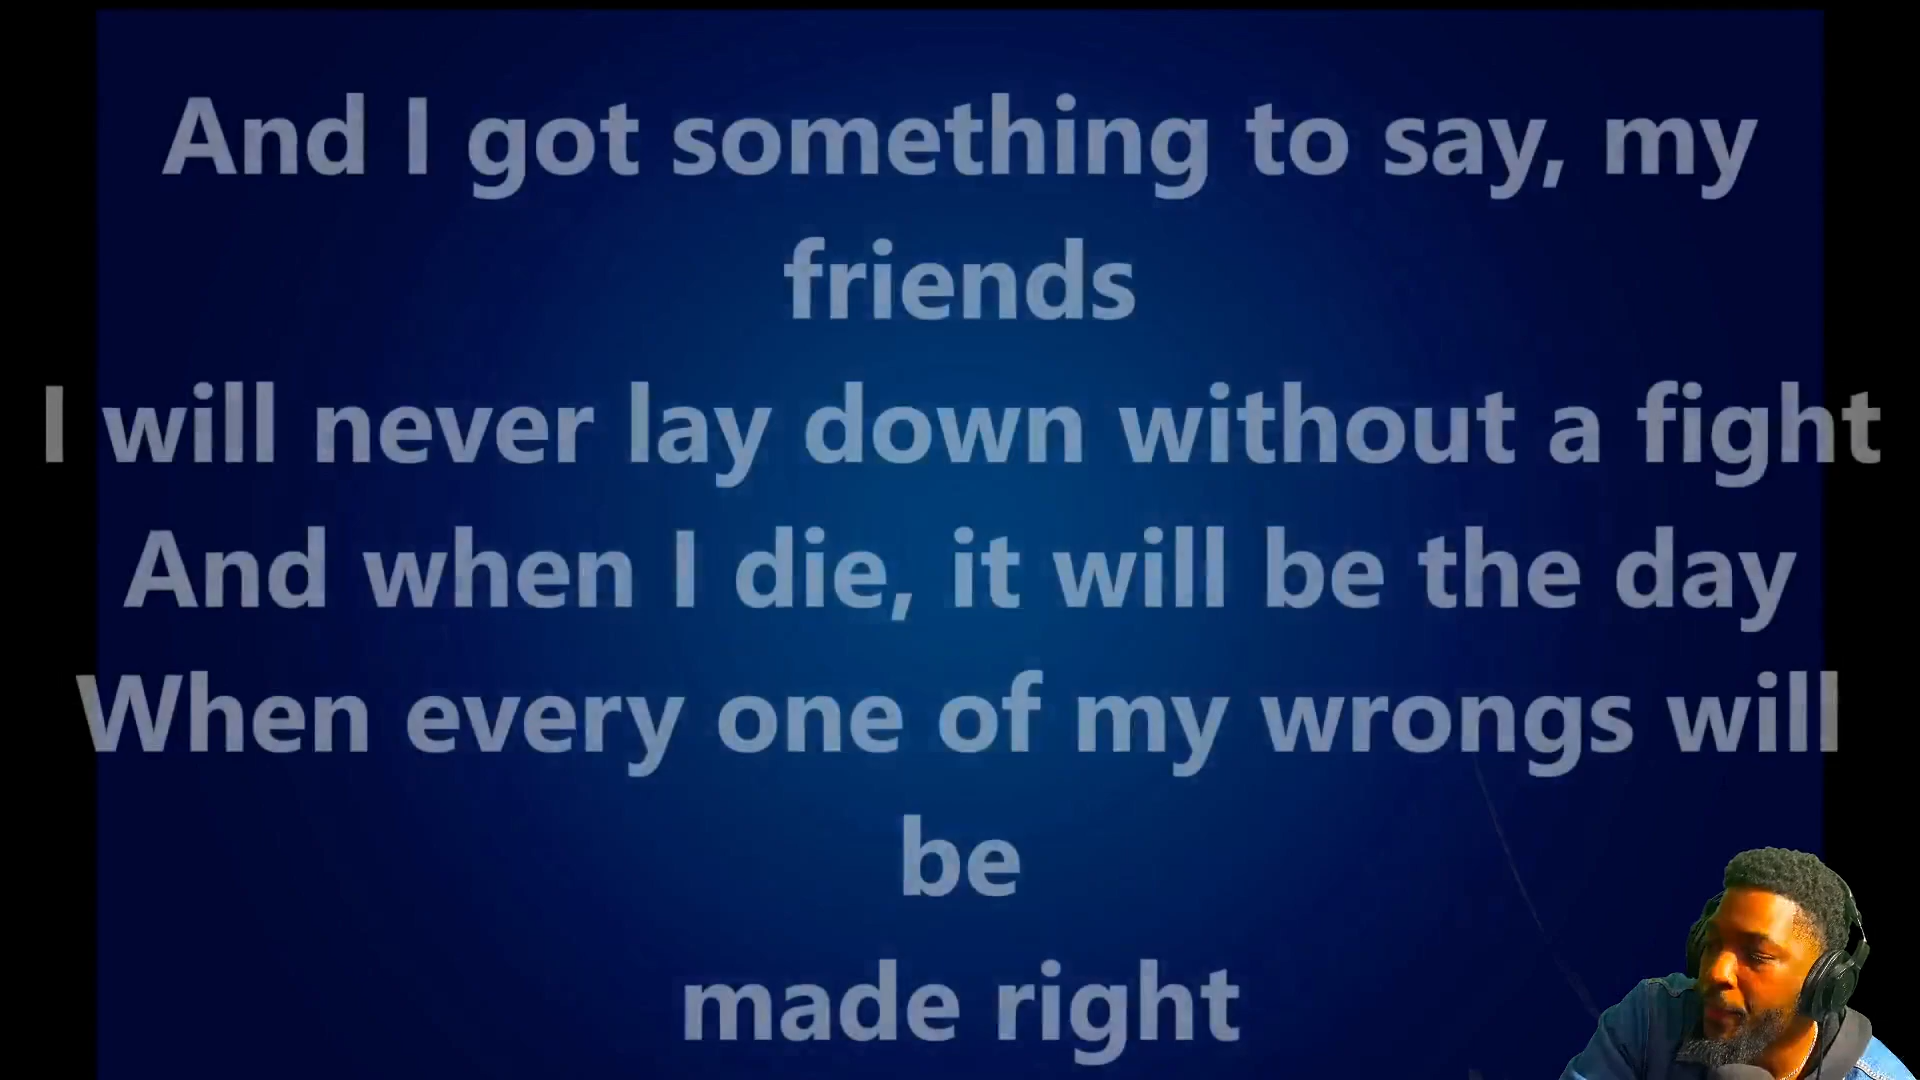 And I got something to say, my
friends
I will never lay down without a fight
And when I die, it will be the day
When every one of my wrongs will
be
made right